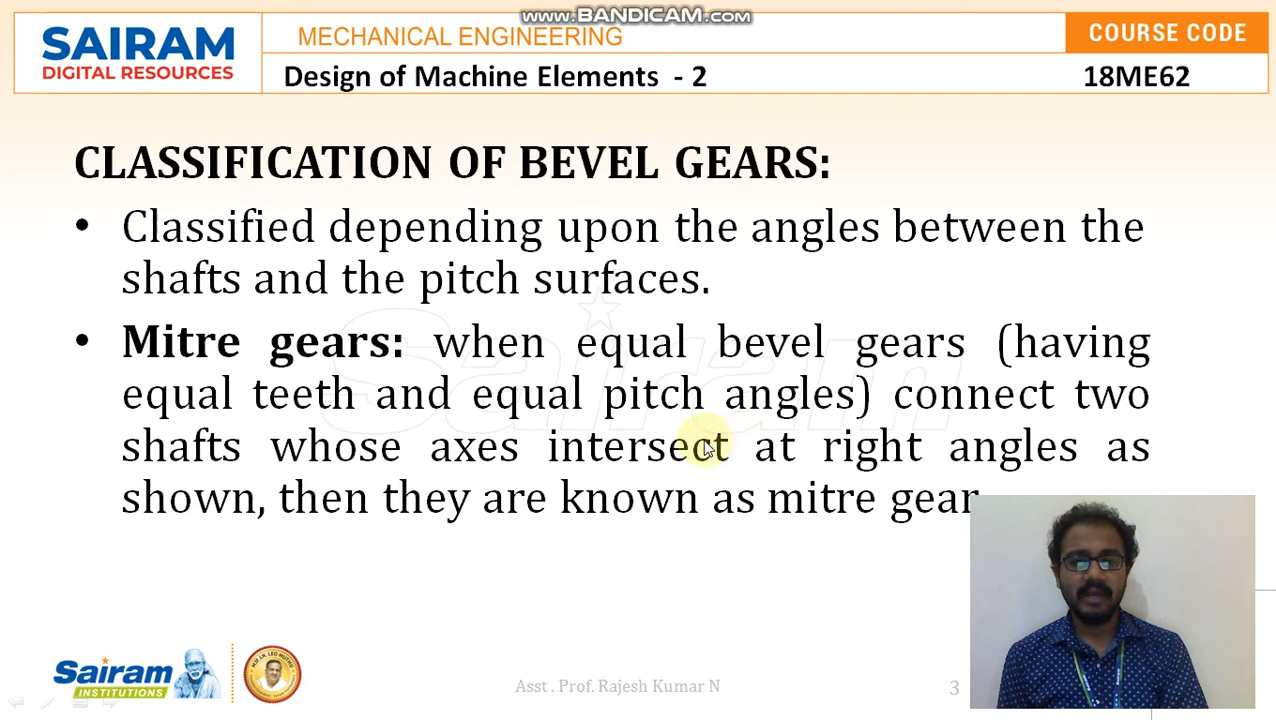 www.BANDICAM.com
SAIRAM
DIGITAL RESOURCES
MECHANICAL ENGINEERING
COURSE CODE
Design of Machine Elements - 2
18ME62
CLASSIFICATION OF BEVEL GEARS:
• Classified depending upon the angles between the
shafts and the pitch surfaces.
• Mitre gears: when equal bevel gears (having
equal teeth and equal pitch angles) connect two
shafts whose axes intersect at right angles as
shown, then they are known as mitre gear
Sairam
Sairam
INSTITUTIONS
Asst . Prof. Rajesh Kumar N
3